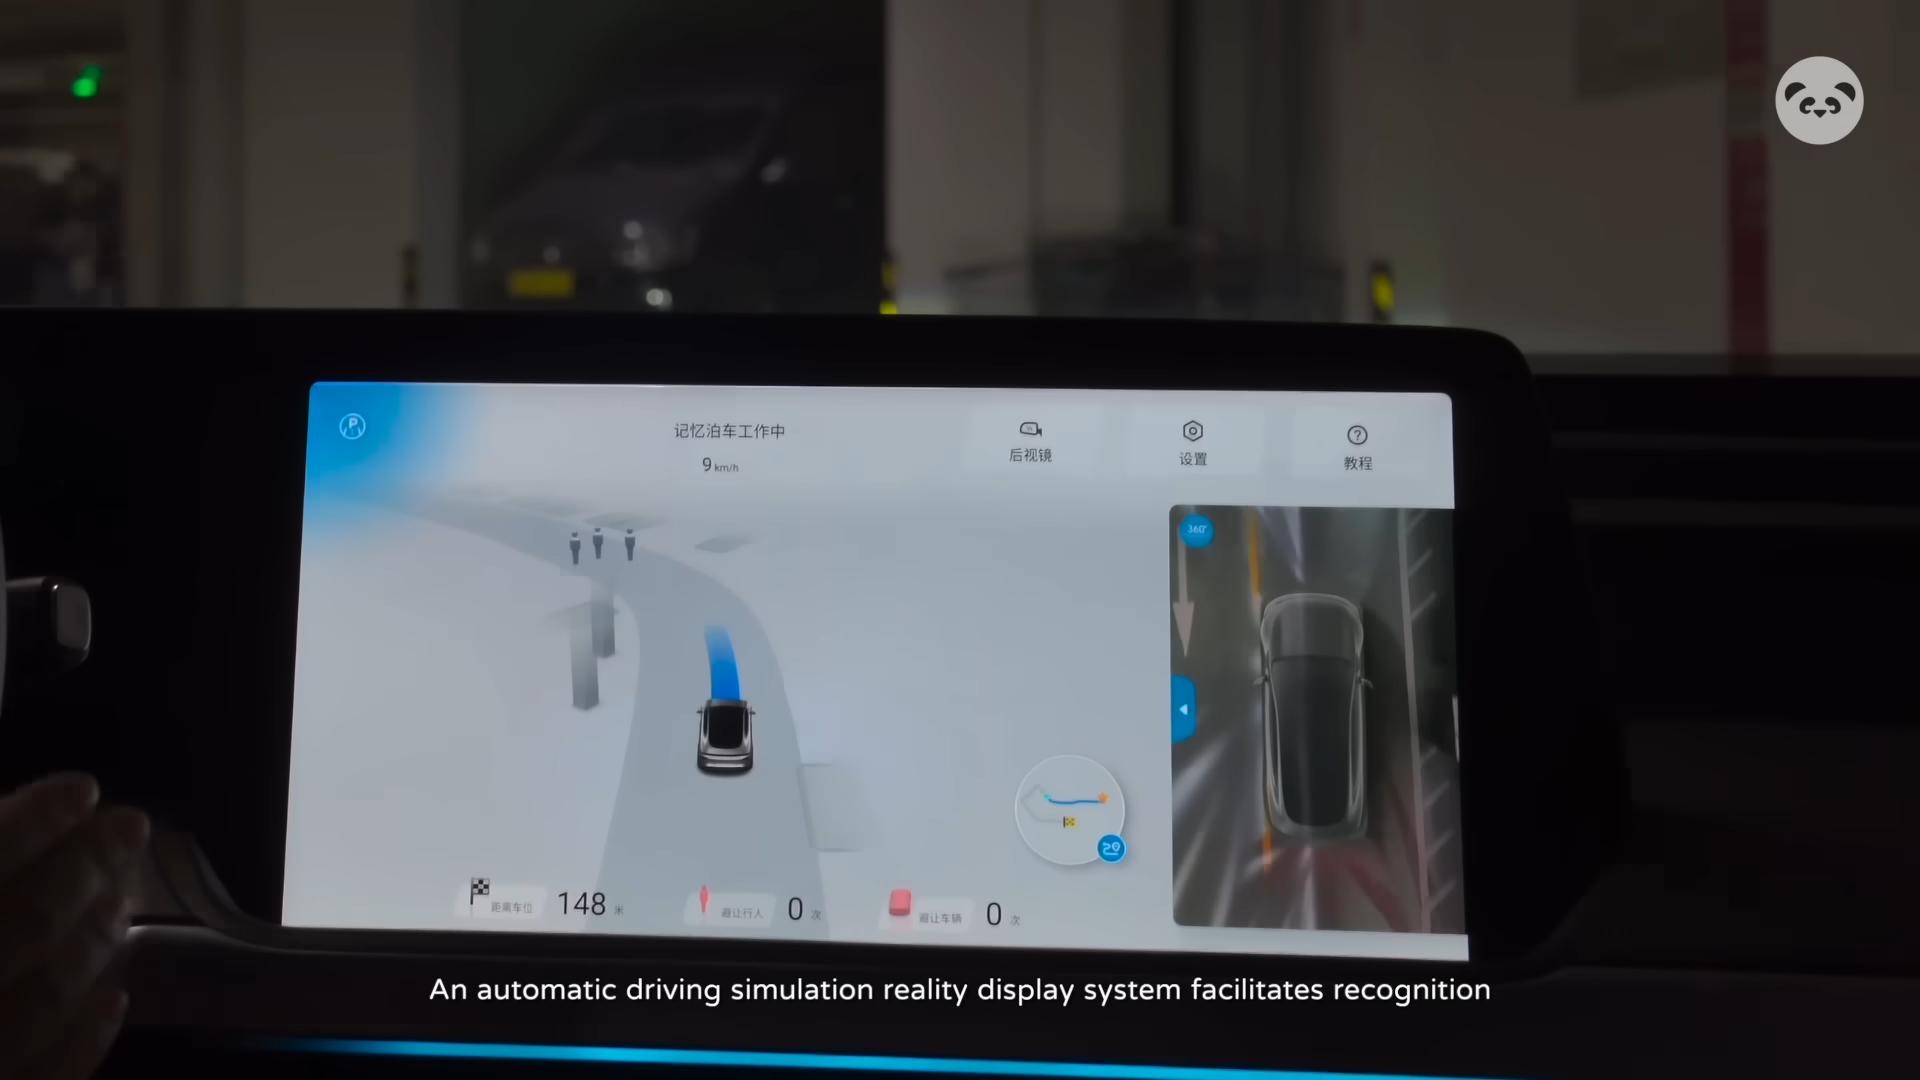 P
记忆泊车工作中
9 km/h
后视镜
设置
教程
360°
距离车位 148 米
避让行人 0 次
避让车辆 0 次
An automatic driving simulation reality display system facilitates recognition